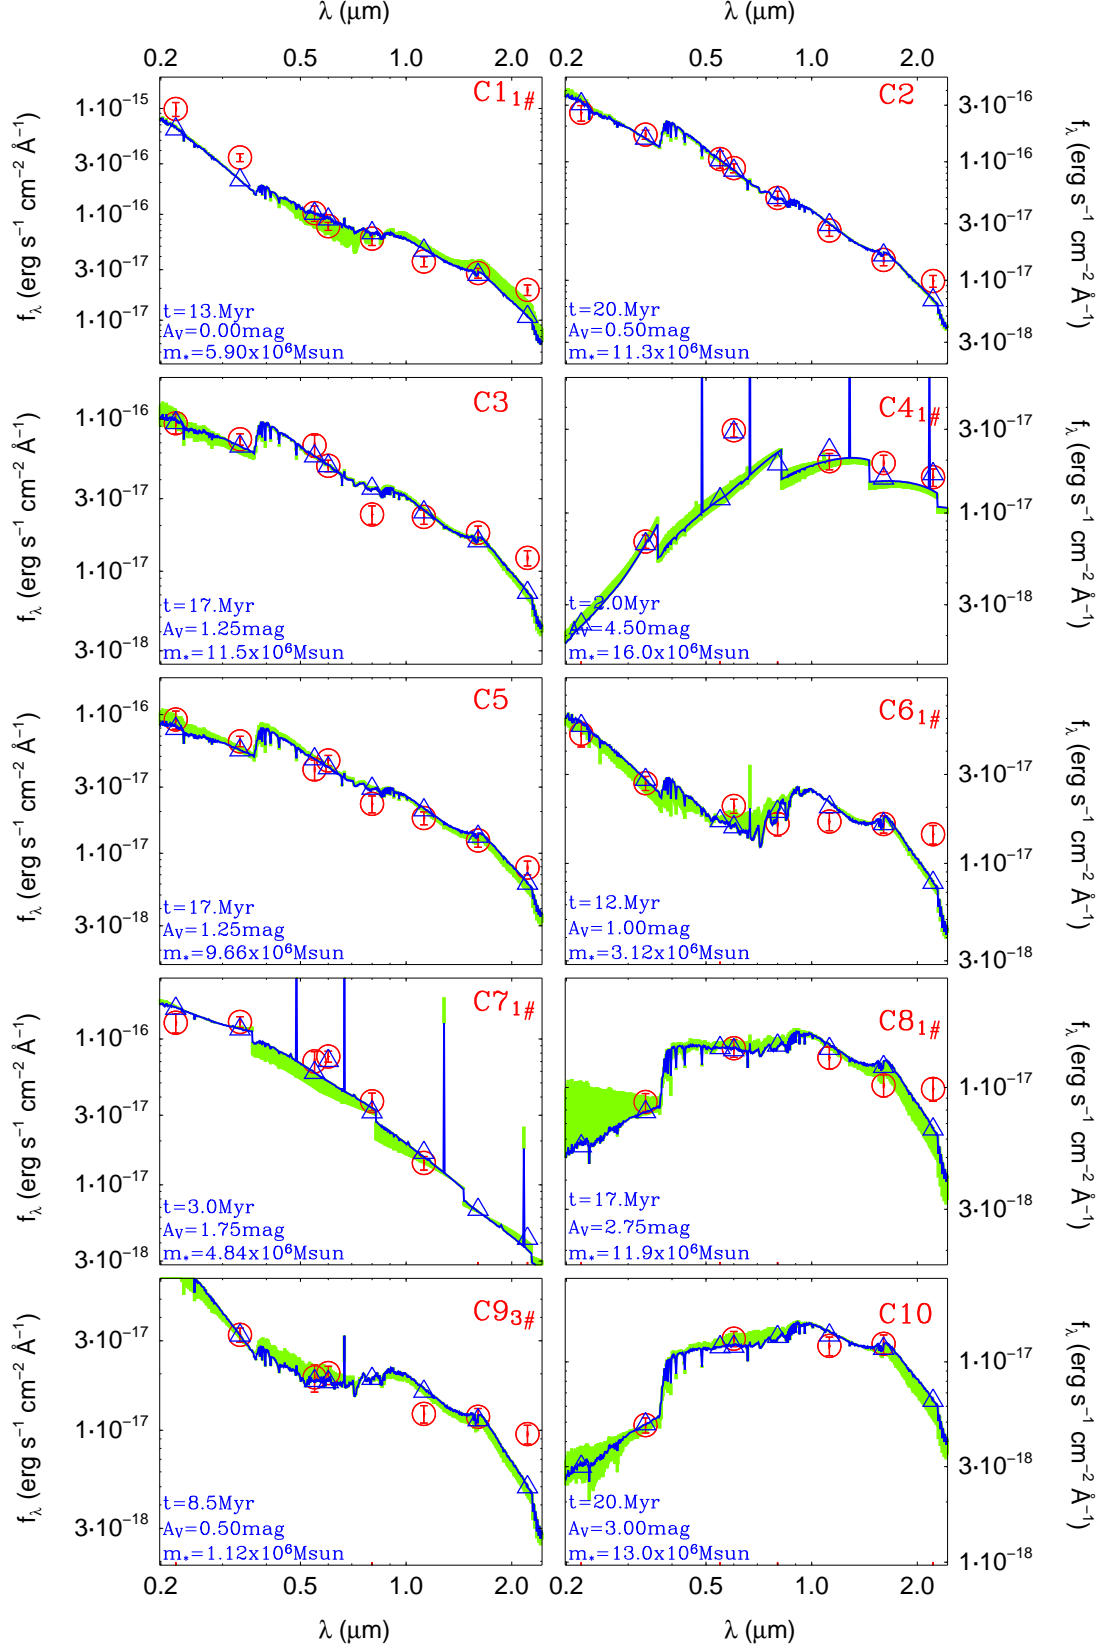 λ (μm) λ (μm)
0.2 0.5 1.0 2.0 0.2 0.5 1.0 2.0
C1₁# C2
1·10⁻¹⁵
3·10⁻¹⁶
1·10⁻¹⁶
3·10⁻¹⁷
1·10⁻¹⁷
f_λ (erg s⁻¹ cm⁻² Å⁻¹)
t=13.Myr
A_V=0.00mag
m_*=5.90x10⁶Msun
t=20.Myr
A_V=0.50mag
m_*=11.3x10⁶Msun
3·10⁻¹⁶
1·10⁻¹⁶
3·10⁻¹⁷
1·10⁻¹⁷
3·10⁻¹⁸
f_λ (erg s⁻¹ cm⁻² Å⁻¹)
C3 C4₁#
1·10⁻¹⁶
3·10⁻¹⁷
1·10⁻¹⁷
3·10⁻¹⁸
f_λ (erg s⁻¹ cm⁻² Å⁻¹)
t=17.Myr
A_V=1.25mag
m_*=11.5x10⁶Msun
t=2.0Myr
A_V=4.50mag
m_*=16.0x10⁶Msun
3·10⁻¹⁷
1·10⁻¹⁷
3·10⁻¹⁸
f_λ (erg s⁻¹ cm⁻² Å⁻¹)
C5 C6₁#
1·10⁻¹⁶
3·10⁻¹⁷
1·10⁻¹⁷
3·10⁻¹⁸
f_λ (erg s⁻¹ cm⁻² Å⁻¹)
t=17.Myr
A_V=1.25mag
m_*=9.66x10⁶Msun
t=12.Myr
A_V=1.00mag
m_*=3.12x10⁶Msun
3·10⁻¹⁷
1·10⁻¹⁷
3·10⁻¹⁸
f_λ (erg s⁻¹ cm⁻² Å⁻¹)
C7₁# C8₁#
1·10⁻¹⁶
3·10⁻¹⁷
1·10⁻¹⁷
3·10⁻¹⁸
f_λ (erg s⁻¹ cm⁻² Å⁻¹)
t=3.0Myr
A_V=1.75mag
m_*=4.84x10⁶Msun
t=17.Myr
A_V=2.75mag
m_*=11.9x10⁶Msun
1·10⁻¹⁷
3·10⁻¹⁸
f_λ (erg s⁻¹ cm⁻² Å⁻¹)
C9₃# C10
3·10⁻¹⁷
1·10⁻¹⁷
3·10⁻¹⁸
f_λ (erg s⁻¹ cm⁻² Å⁻¹)
t=8.5Myr
A_V=0.50mag
m_*=1.12x10⁶Msun
t=20.Myr
A_V=3.00mag
m_*=13.0x10⁶Msun
1·10⁻¹⁷
3·10⁻¹⁸
1·10⁻¹⁸
f_λ (erg s⁻¹ cm⁻² Å⁻¹)
0.2 0.5 1.0 2.0 0.2 0.5 1.0 2.0
λ (μm) λ (μm)